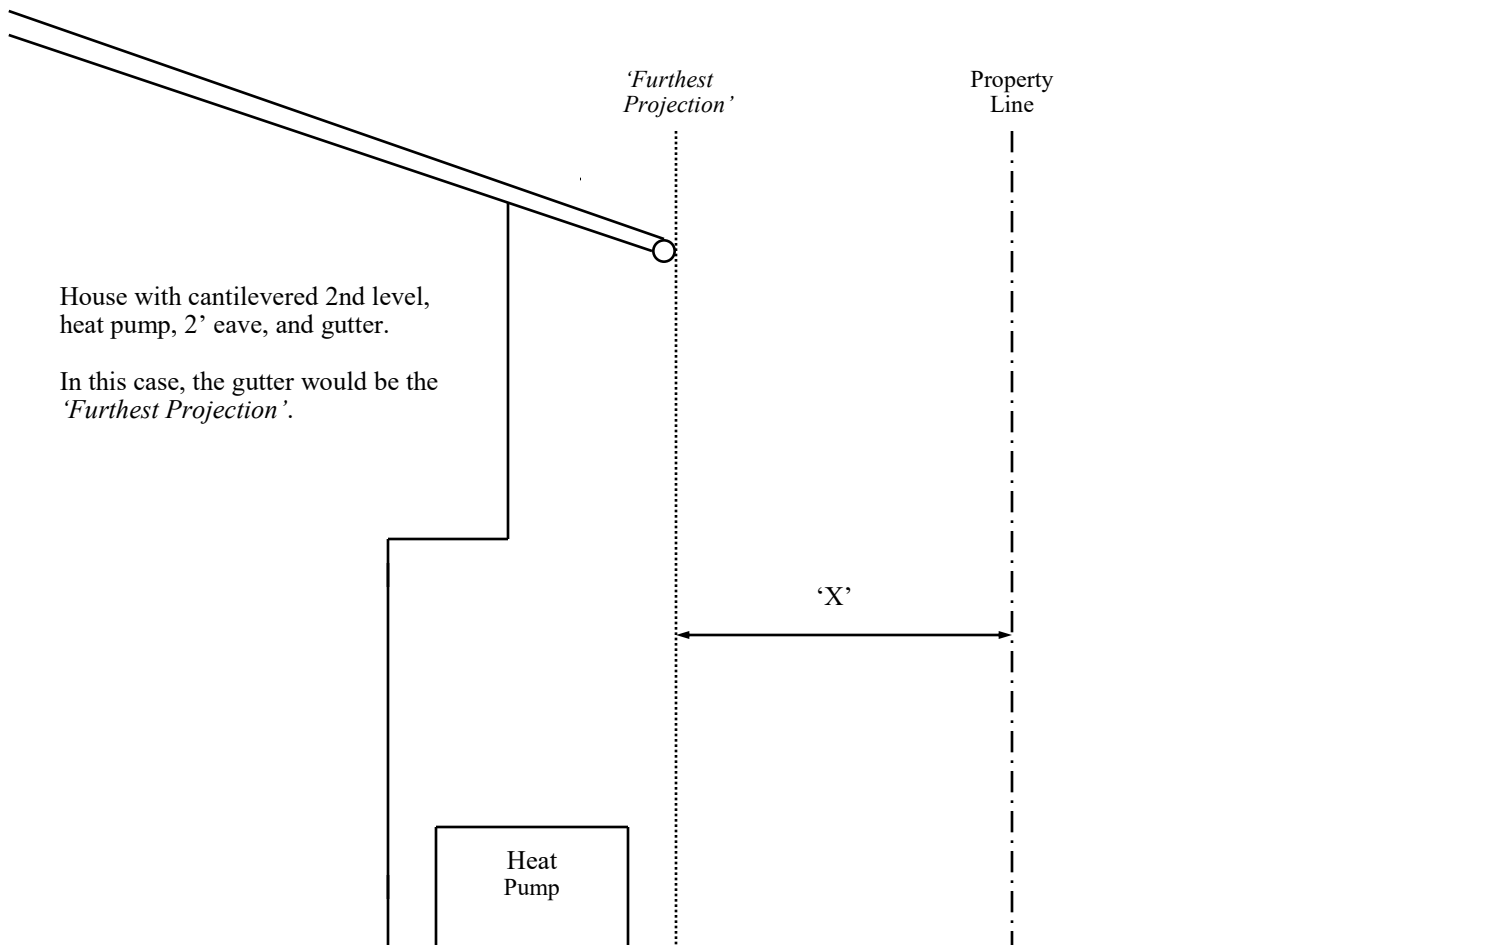 ‘Furthest
Projection’
Property
Line
House with cantilevered 2nd level,
heat pump, 2’ eave, and gutter.
In this case, the gutter would be the
‘Furthest Projection’.
‘X’
Heat
Pump